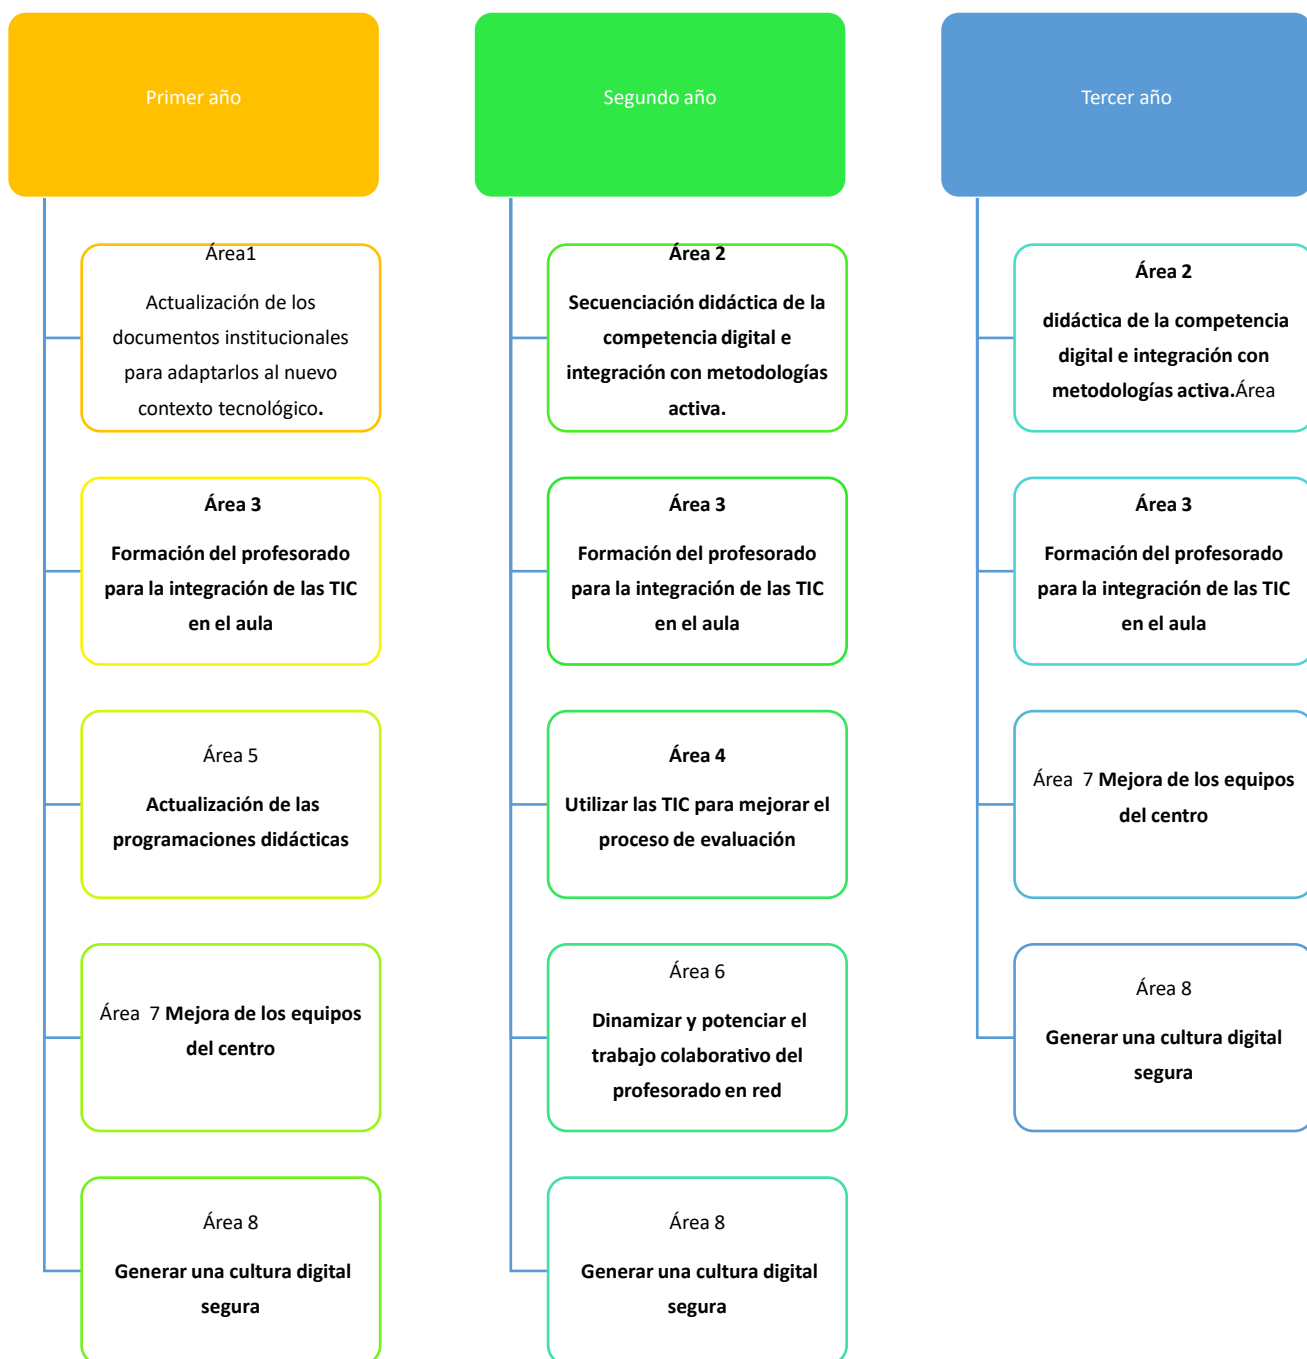 Primer año
Área1
Actualización de los
documentos institucionales
para adaptarlos al nuevo
contexto tecnológico.
Área 3
Formación del profesorado
para la integración de las TIC
en el aula
Área 5
Actualización de las
programaciones didácticas
Área  7 Mejora de los equipos
del centro
Área 8
Generar una cultura digital
segura
Segundo año
Área 2
Secuenciación didáctica de la
competencia digital e
integración con metodologías
activa.
Área 3
Formación del profesorado
para la integración de las TIC
en el aula
Área 4
Utilizar las TIC para mejorar el
proceso de evaluación
Área 6
Dinamizar y potenciar el
trabajo colaborativo del
profesorado en red
Área 8
Generar una cultura digital
segura
Tercer año
Área 2
didáctica de la competencia
digital e integración con
metodologías activa.Área
Área 3
Formación del profesorado
para la integración de las TIC
en el aula
Área  7 Mejora de los equipos
del centro
Área 8
Generar una cultura digital
segura